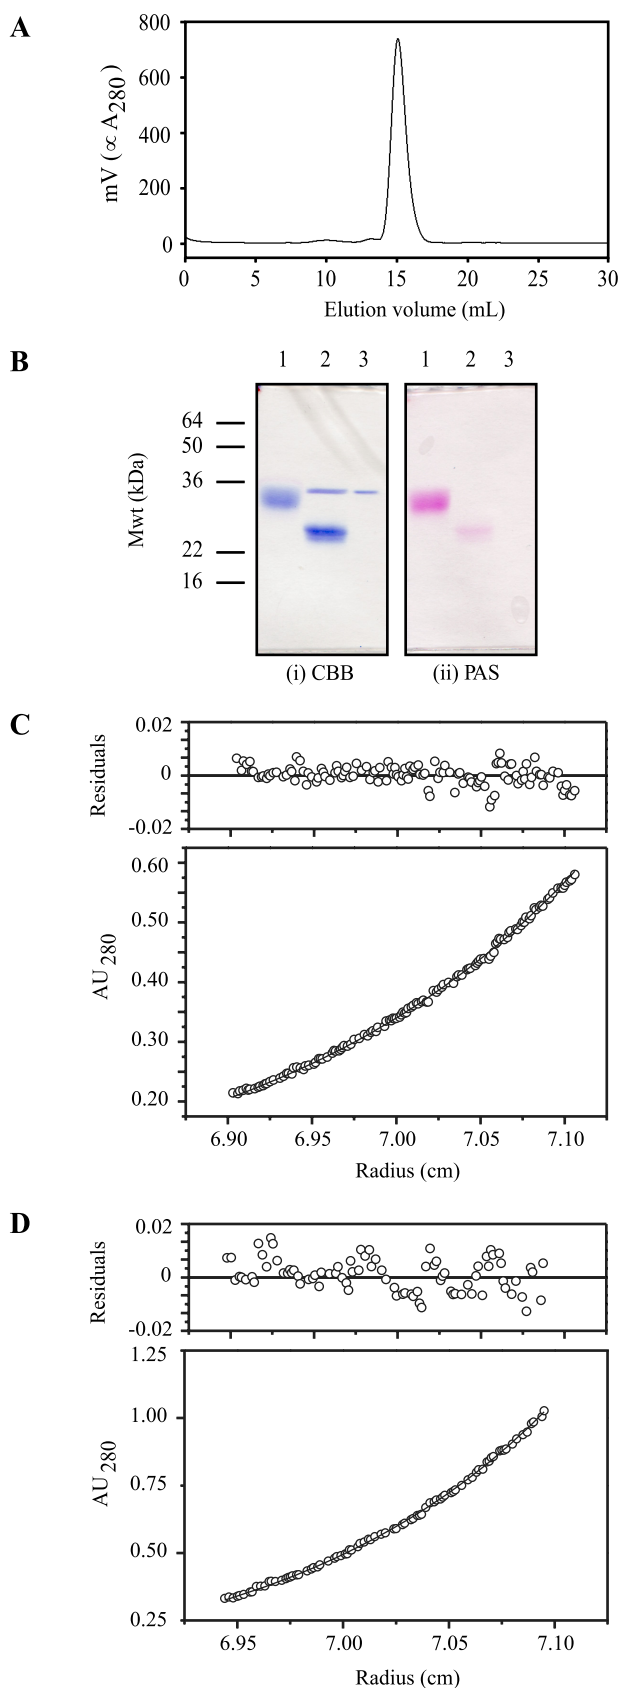 A
800
600
400
200
0
mV (∝ A280)
0 5 10 15 20 25 30
Elution volume (mL)
B
1 2 3 1 2 3
64
50
36
22
16
Mwt (kDa)
(i) CBB (ii) PAS
C
0.02
0
-0.02
Residuals
0.60
0.50
0.40
0.30
0.20
AU280
6.90 6.95 7.00 7.05 7.10
Radius (cm)
D
0.02
0
-0.02
Residuals
1.25
1.00
0.75
0.50
0.25
AU280
6.95 7.00 7.05 7.10
Radius (cm)